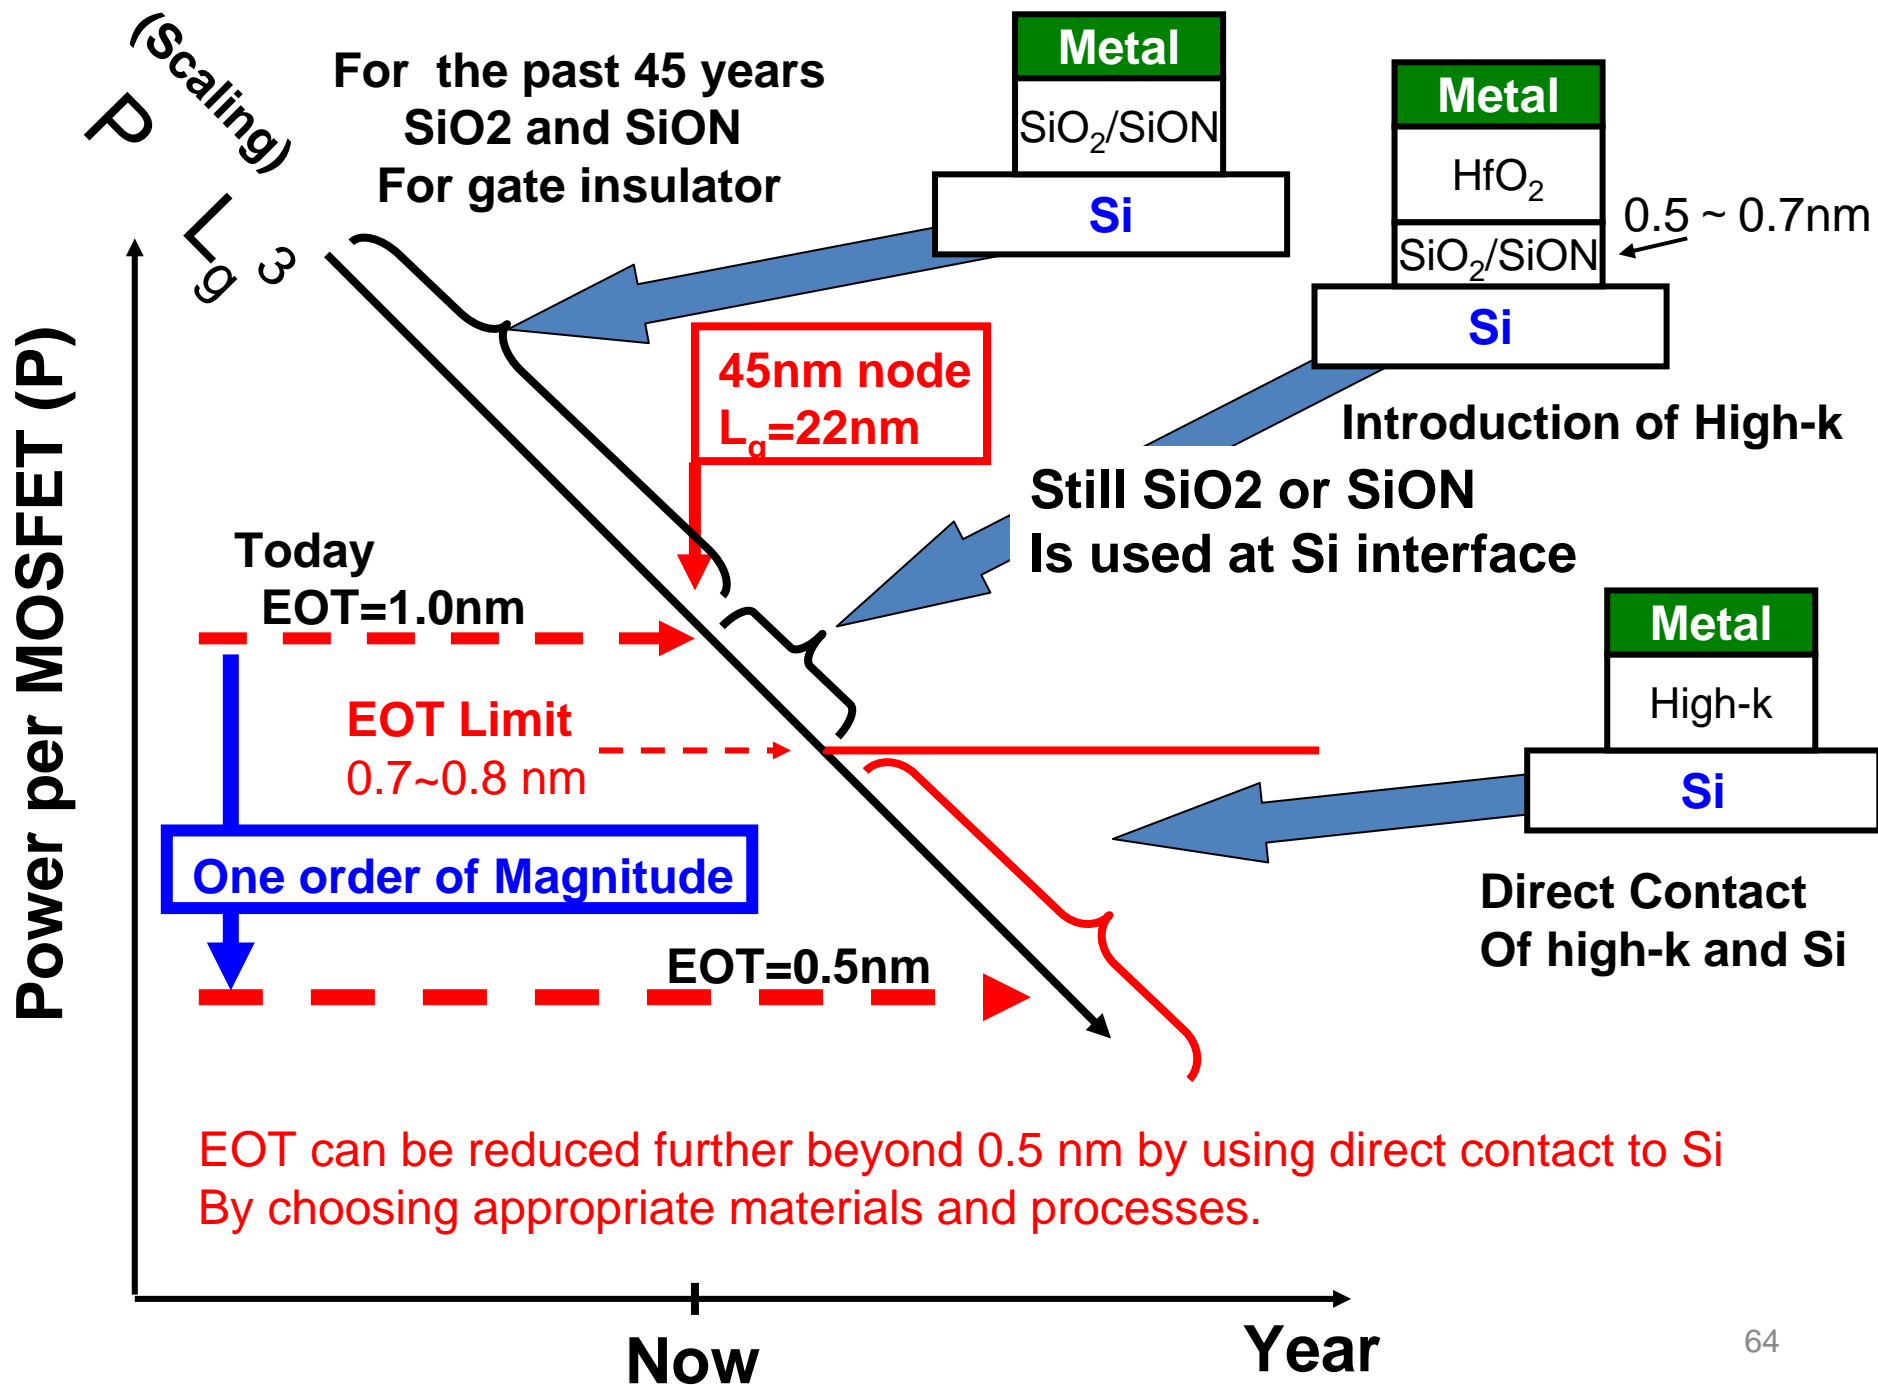 (Scaling)
P
Lg 3
For the past 45 years
SiO2 and SiON
For gate insulator
Metal
SiO2/SiON
Si
Metal
HfO2
SiO2/SiON
Si
0.5 ~ 0.7nm
Introduction of High-k
45nm node
Lg=22nm
Still SiO2 or SiON
Is used at Si interface
Power per MOSFET (P)
Today
EOT=1.0nm
EOT Limit
0.7~0.8 nm
One order of Magnitude
EOT=0.5nm
Metal
High-k
Si
Direct Contact
Of high-k and Si
EOT can be reduced further beyond 0.5 nm by using direct contact to Si
By choosing appropriate materials and processes.
Now
Year
64